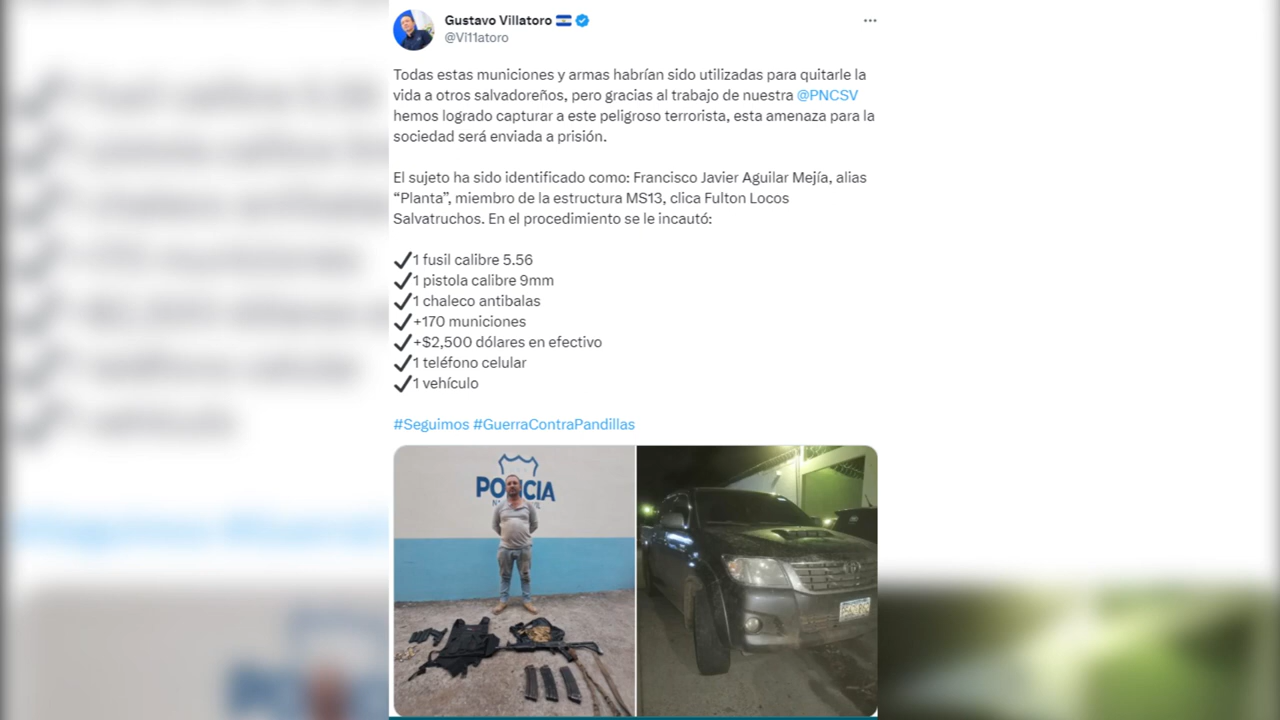 Gustavo Villatoro
@Vi11atoro
Todas estas municiones y armas habrían sido utilizadas para quitarle la
vida a otros salvadoreños, pero gracias al trabajo de nuestra @PNCSV
hemos logrado capturar a este peligroso terrorista, esta amenaza para la
sociedad será enviada a prisión.
El sujeto ha sido identificado como: Francisco Javier Aguilar Mejía, alias
“Planta”, miembro de la estructura MS13, clica Fulton Locos
Salvatruchos. En el procedimiento se le incautó:
✔1 fusil calibre 5.56
✔1 pistola calibre 9mm
✔1 chaleco antibalas
✔+170 municiones
✔+$2,500 dólares en efectivo
✔1 teléfono celular
✔1 vehículo
#Seguimos #GuerraContraPandillas